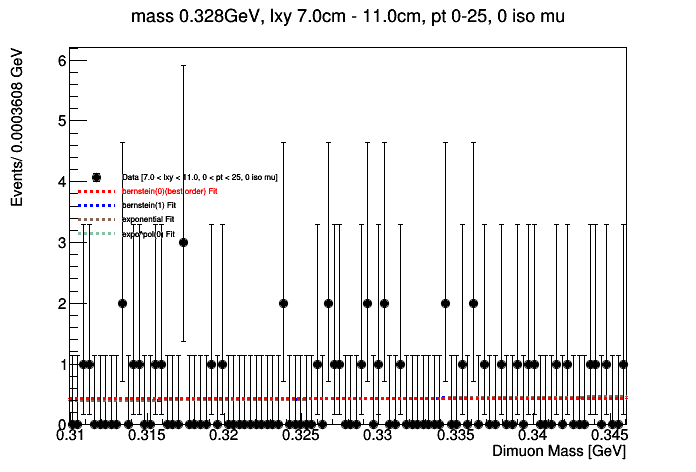 mass 0.328GeV, lxy 7.0cm - 11.0cm, pt 0-25, 0 iso mu
Events/ 0.0003608 GeV
6
5
4
3
2
1
0
Data [7.0 < lxy < 11.0, 0 < pt < 25, 0 iso mu]
bernstein(0)(best order) Fit
bernstein(1) Fit
exponential Fit
expo*pol(0) Fit
0.31 0.315 0.32 0.325 0.33 0.335 0.34 0.345
Dimuon Mass [GeV]